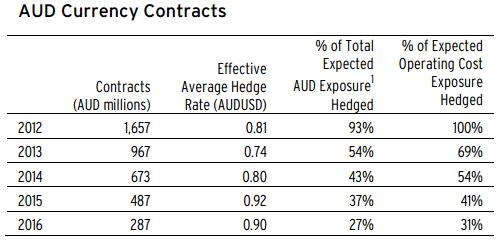 AUD Currency Contracts
Contracts (AUD millions) Effective Average Hedge Rate (AUDUSD) % of Total Expected AUD Exposure1 Hedged % of Expected Operating Cost Exposure Hedged
2012 1,657 0.81 93% 100%
2013 967 0.74 54% 69%
2014 673 0.80 43% 54%
2015 487 0.92 37% 41%
2016 287 0.90 27% 31%